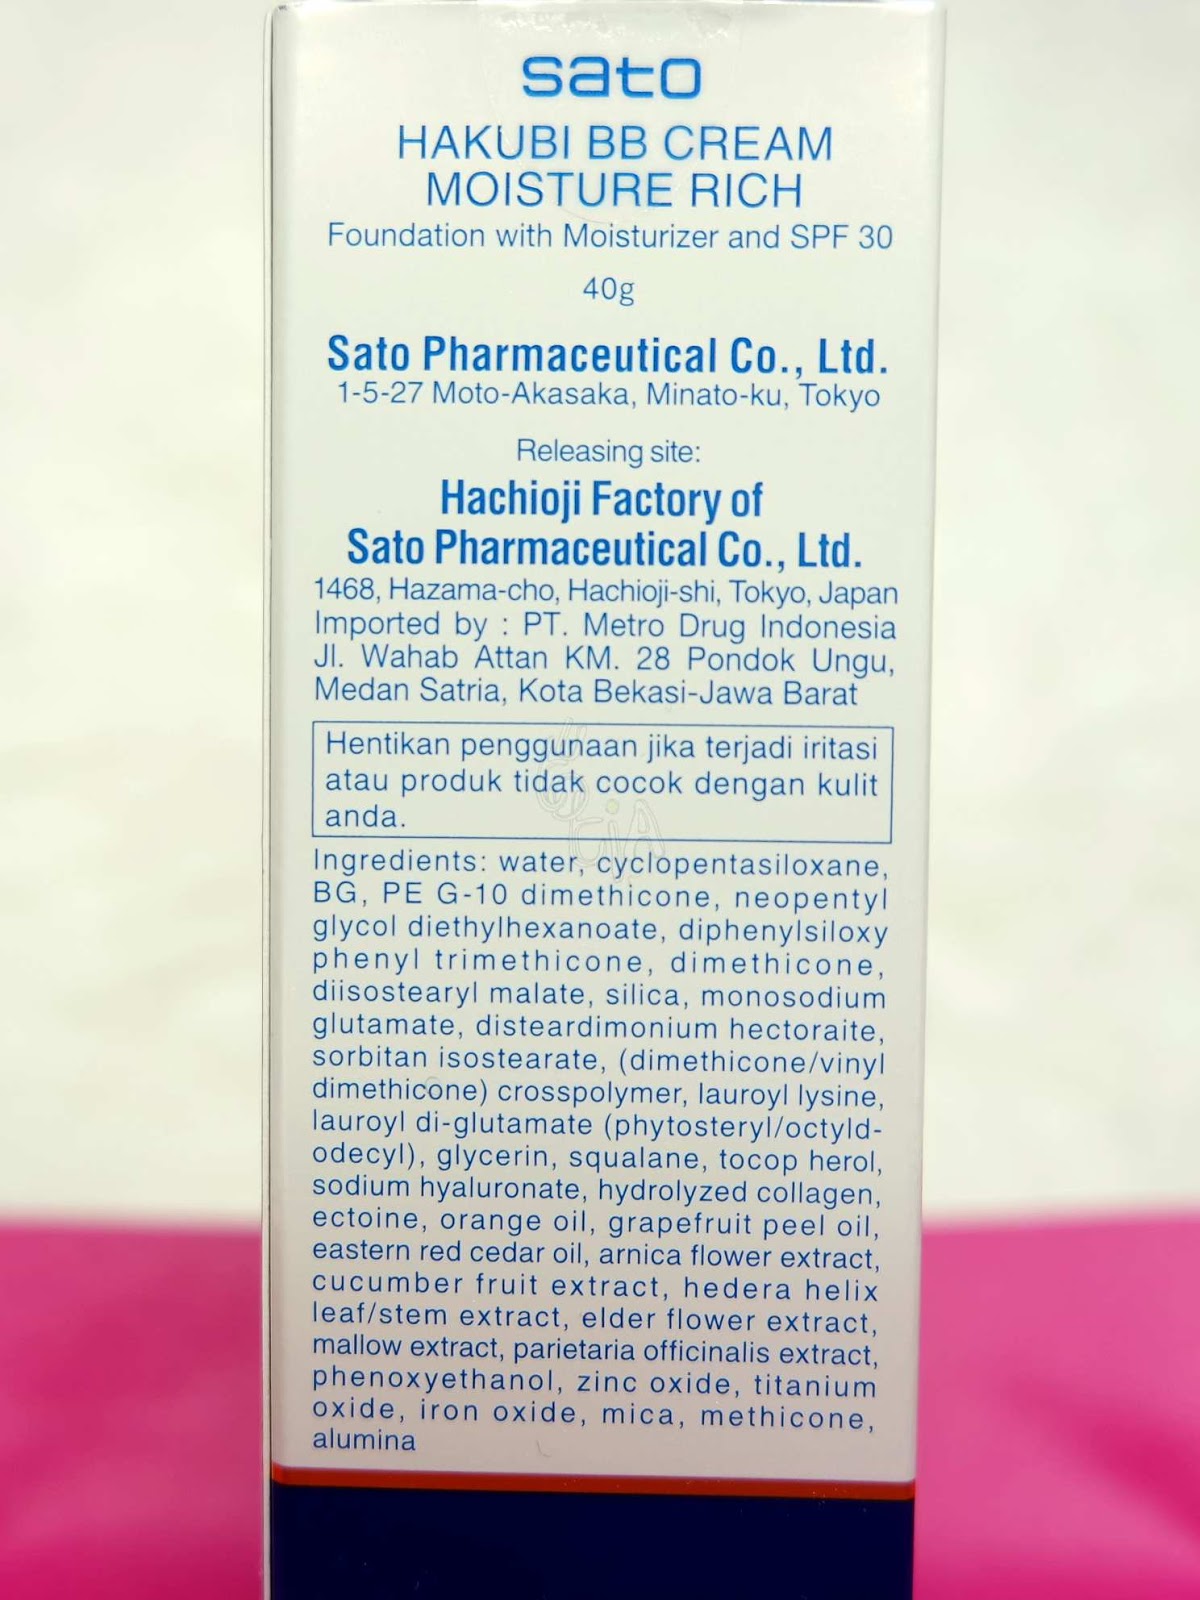 sato
HAKUBI BB CREAM
MOISTURE RICH
Foundation with Moisturizer and SPF 30
40g
Sato Pharmaceutical Co., Ltd.
1-5-27 Moto-Akasaka, Minato-ku, Tokyo
Releasing site:
Hachioji Factory of
Sato Pharmaceutical Co., Ltd.
1468, Hazama-cho, Hachioji-shi, Tokyo, Japan
Imported by : PT. Metro Drug Indonesia
Jl. Wahab Attan KM. 28 Pondok Ungu,
Medan Satria, Kota Bekasi-Jawa Barat
Hentikan penggunaan jika terjadi iritasi
atau produk tidak cocok dengan kulit
anda.
Ingredients: water, cyclopentasiloxane,
BG, PE G-10 dimethicone, neopentyl
glycol diethylhexanoate, diphenylsiloxy
phenyl trimethicone, dimethicone,
diisostearyl malate, silica, monosodium
glutamate, disteardimonium hectoraite,
sorbitan isostearate, (dimethicone/vinyl
dimethicone) crosspolymer, lauroyl lysine,
lauroyl di-glutamate (phytosteryl/octyld-
odecyl), glycerin, squalane, tocop herol,
sodium hyaluronate, hydrolyzed collagen,
ectoine, orange oil, grapefruit peel oil,
eastern red cedar oil, arnica flower extract,
cucumber fruit extract, hedera helix
leaf/stem extract, elder flower extract,
mallow extract, parietaria officinalis extract,
phenoxyethanol, zinc oxide, titanium
oxide, iron oxide, mica, methicone,
alumina